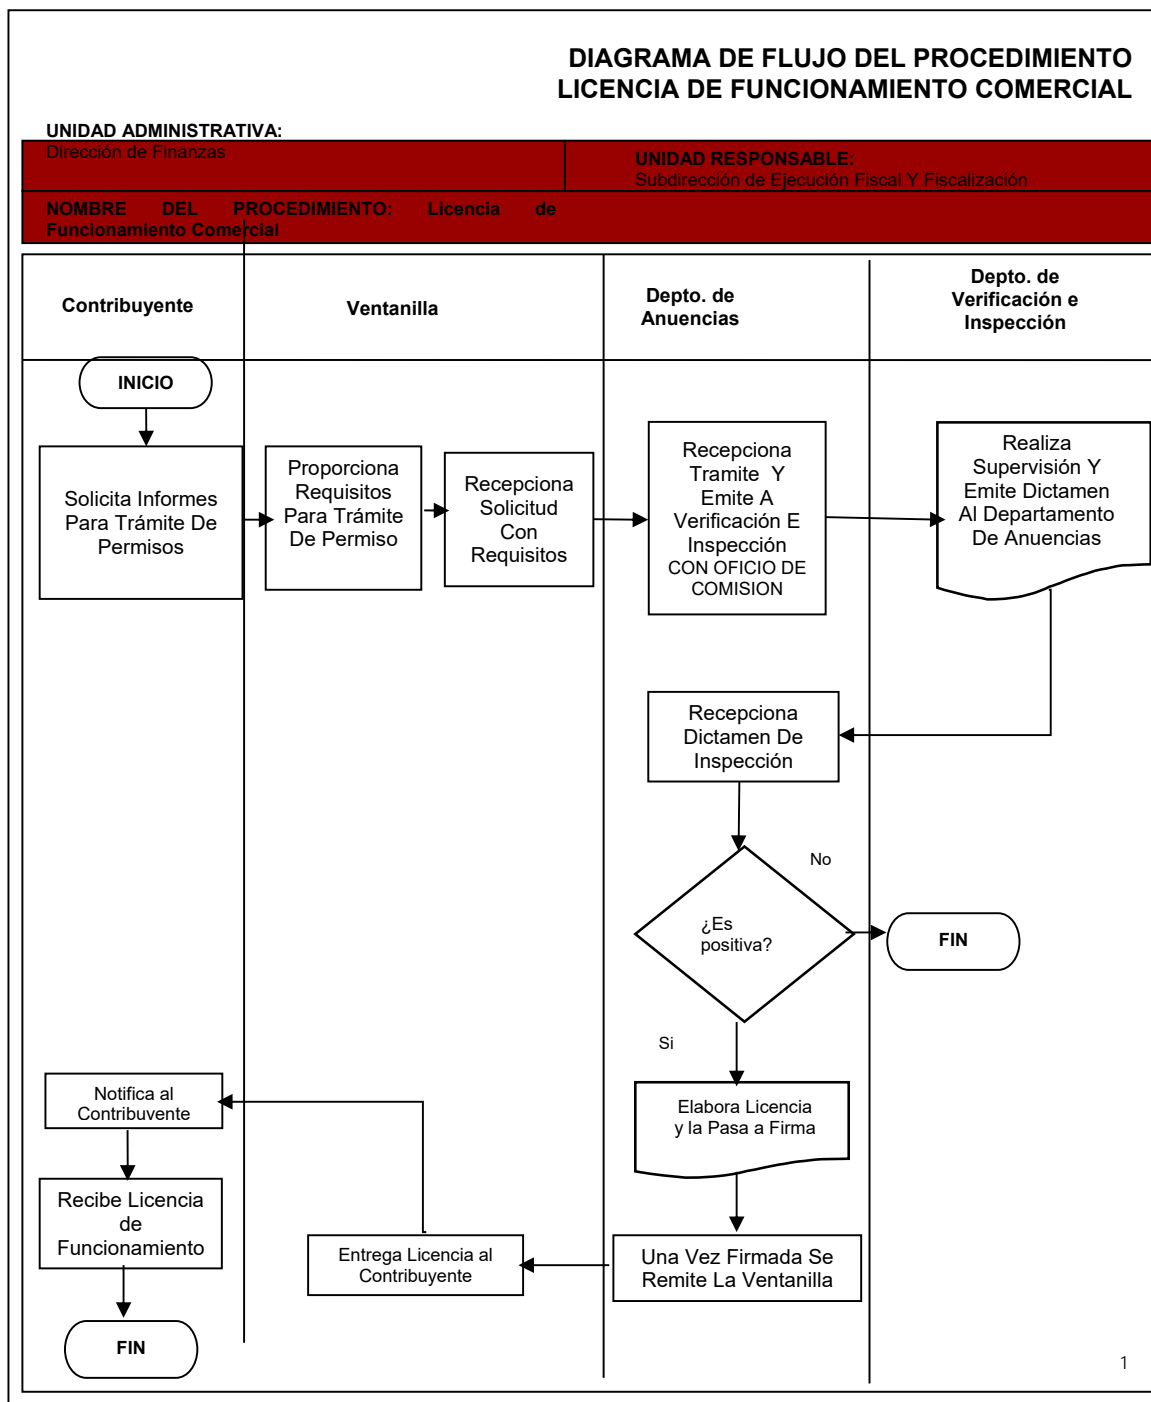 DIAGRAMA DE FLUJO DEL PROCEDIMIENTO
LICENCIA DE FUNCIONAMIENTO COMERCIAL
UNIDAD ADMINISTRATIVA:
Dirección de Finanzas
UNIDAD RESPONSABLE:
Subdirección de Ejecución Fiscal Y Fiscalización
NOMBRE DEL PROCEDIMIENTO: Licencia de
Funcionamiento Comercial
Contribuyente
Ventanilla
Depto. de
Anuencias
Depto. de
Verificación e
Inspección
INICIO
Solicita Informes
Para Trámite De
Permisos
Proporciona
Requisitos
Para Trámite
De Permiso
Recepciona
Solicitud
Con
Requisitos
Recepciona
Tramite Y
Emite A
Verificación E
Inspección
CON OFICIO DE
COMISION
Realiza
Supervisión Y
Emite Dictamen
Al Departamento
De Anuencias
Recepciona
Dictamen De
Inspección
No
¿Es
positiva?
FIN
Si
Notifica al
Contribuvente
Elabora Licencia
y la Pasa a Firma
Recibe Licencia
de
Funcionamiento
Entrega Licencia al
Contribuyente
Una Vez Firmada Se
Remite La Ventanilla
FIN
1